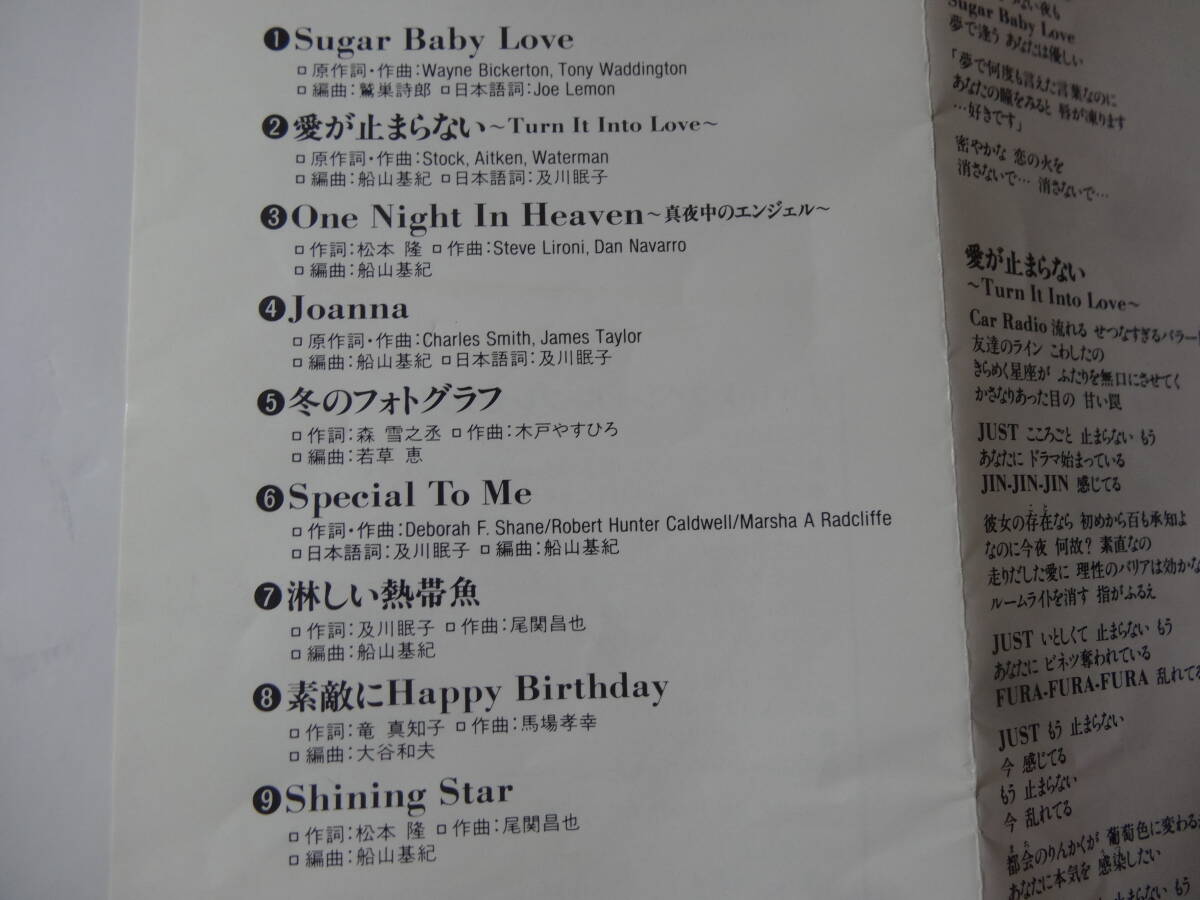 ❶Sugar Baby Love
原作詞・作曲:Wayne Bickerton, Tony Waddington
編曲:鷲巣詩郎 日本語詞:Joe Lemon
❷愛が止まらない～Turn It Into Love～
原作詞・作曲:Stock, Aitken, Waterman
編曲:船山基紀 日本語詞:及川眠子
❸One Night In Heaven～真夜中のエンジェル～
作詞:松本 隆 作曲:Steve Lironi, Dan Navarro
編曲:船山基紀
❹Joanna
原作詞・作曲:Charles Smith, James Taylor
編曲:船山基紀 日本語詞:及川眠子
❺冬のフォトグラフ
作詞:森 雪之丞 作曲:木戸やすひろ
編曲:若草 恵
❻Special To Me
作詞・作曲:Deborah F. Shane/Robert Hunter Caldwell/Marsha A Radcliffe
日本語詞:及川眠子 編曲:船山基紀
❼淋しい熱帯魚
作詞:及川眠子 作曲:尾関昌也
編曲:船山基紀
❽素敵にHappy Birthday
作詞:竜 真知子 作曲:馬場孝幸
編曲:大谷和夫
❾Shining Star
作詞:松本 隆 作曲:尾関昌也
編曲:船山基紀
ない夜も
Sugar Baby Love
夢で逢う あなたは優しい
「夢で何度も言えた言葉なのに
あなたの瞳をみると 唇が凍ります
…好きです」
密やかな 恋の火を
消さないで… 消さないで…
愛が止まらない
～Turn It Into Love～
Car Radio 流れる せつなすぎるバラード
友達のライン こわしたの
きらめく星座が ふたりを無口にさせてく
かさなりあった目の 甘い罠
JUST こころごと 止まらない もう
あなたに ドラマ始まっている
JIN-JIN-JIN 感じてる
彼女の存在なら 初めから百も承知よ
なのに今夜 何故? 素直なの
走りだした愛に 理性のバリアは効かな
ルームライトを消す 指がふるえ
JUST いとしくて 止まらない もう
あなたに ビネツ奪われている
FURA-FURA-FURA 乱れて
JUST もう 止まらない
今 感じてる
もう 止まらない
今 乱れてる
都会のりんかくが 葡萄色に変わる
あなたに本気を 感染したい
止まらない もう